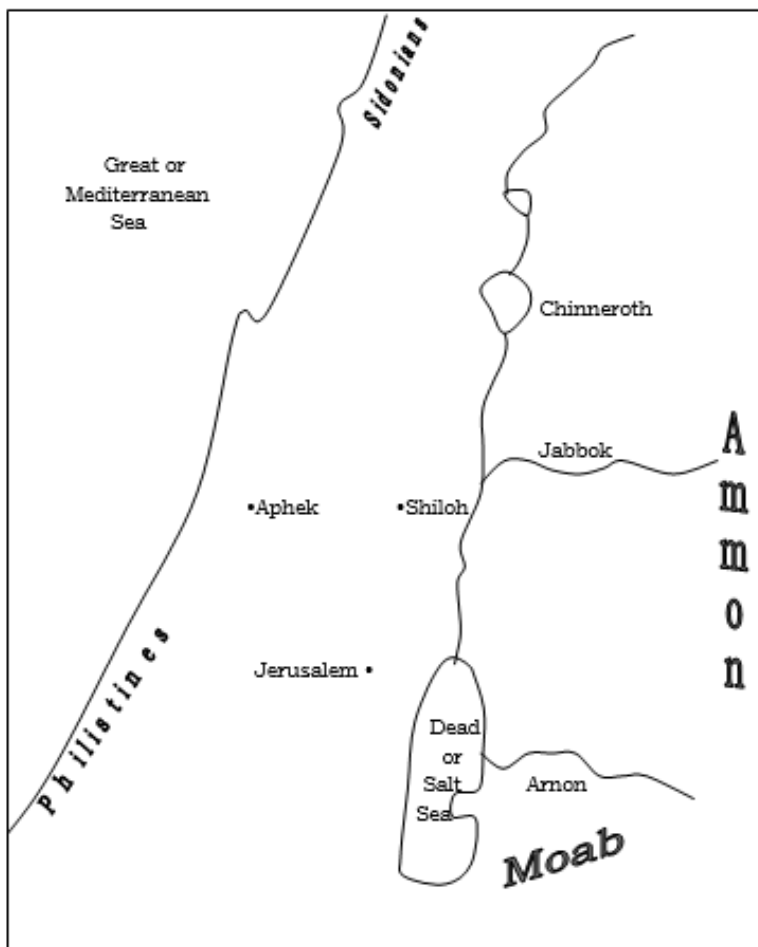 Sidonians
Great or
Mediterranean
Sea
Chinneroth
Jabbok
Ammon
Aphek
Shiloh
Philistines
Jerusalem
Dead
or
Salt
Sea
Arnon
Moab